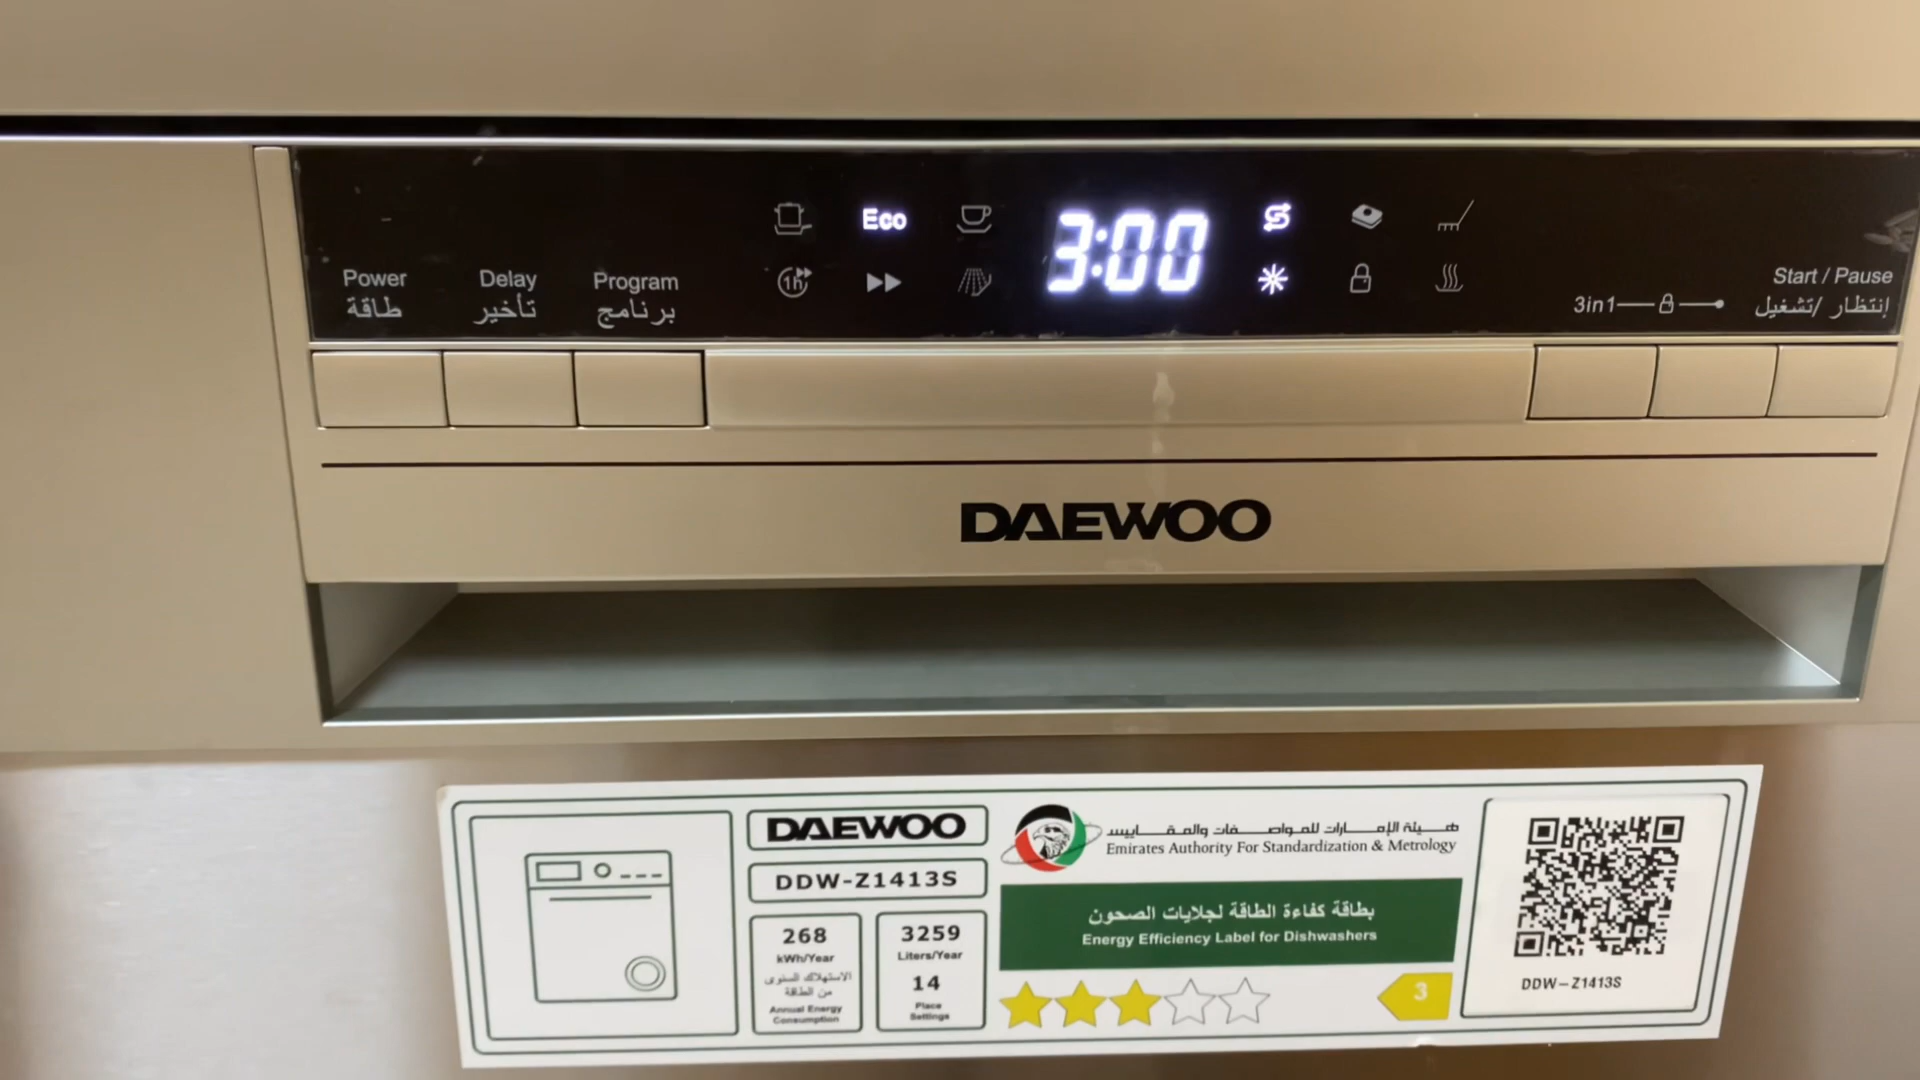 Eco
3:00
Power
طاقة
Delay
تأخير
Program
برنامج
1h
3in1
Start / Pause
إنتظار /تشغيل
DAEWOO
DAEWOO
DDW-Z1413S
268
kWh/Year
الاستهلاك السنوى
من الطاقة
Annual Energy
Consumption
3259
Liters/Year
14
Place
Settings
هيئة الإمارات للمواصفات والمقاييس
Emirates Authority For Standardization & Metrology
بطاقة كفاءة الطاقة لجلايات الصحون
Energy Efficiency Label for Dishwashers
3
DDW-Z1413S